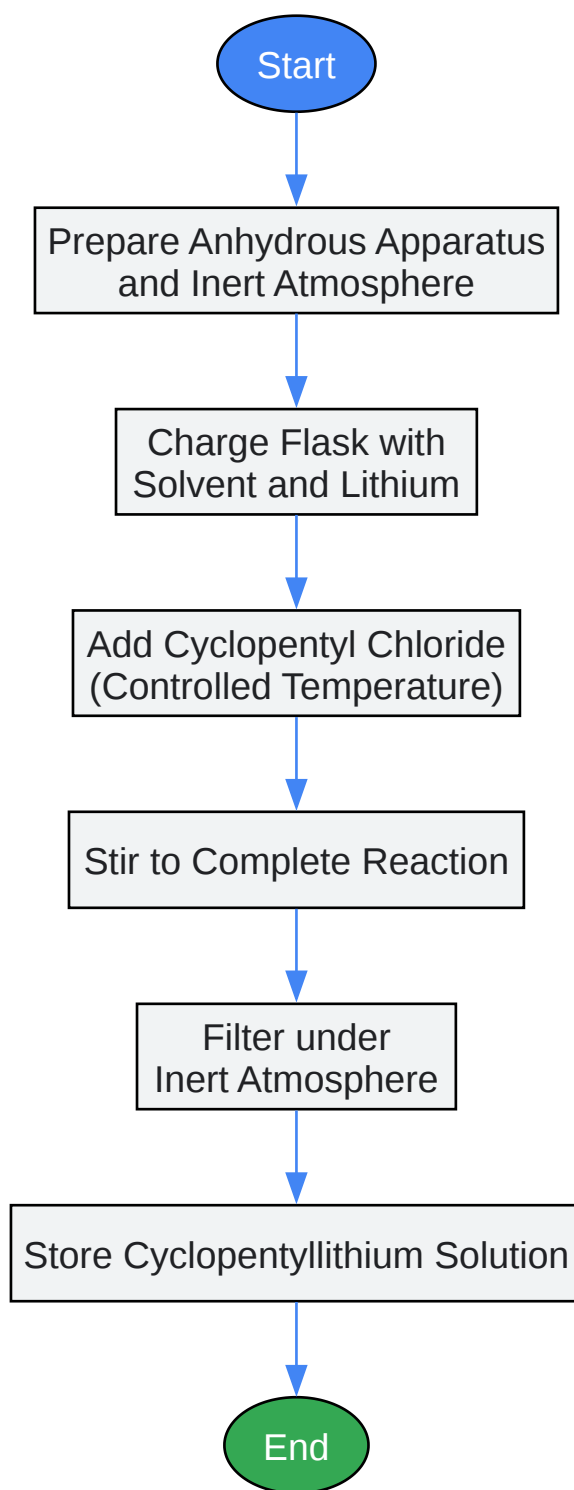 Start
Prepare Anhydrous Apparatus
and Inert Atmosphere
Charge Flask with
Solvent and Lithium
Add Cyclopentyl Chloride
(Controlled Temperature)
Stir to Complete Reaction
Filter under
Inert Atmosphere
Store Cyclopentyllithium Solution
End